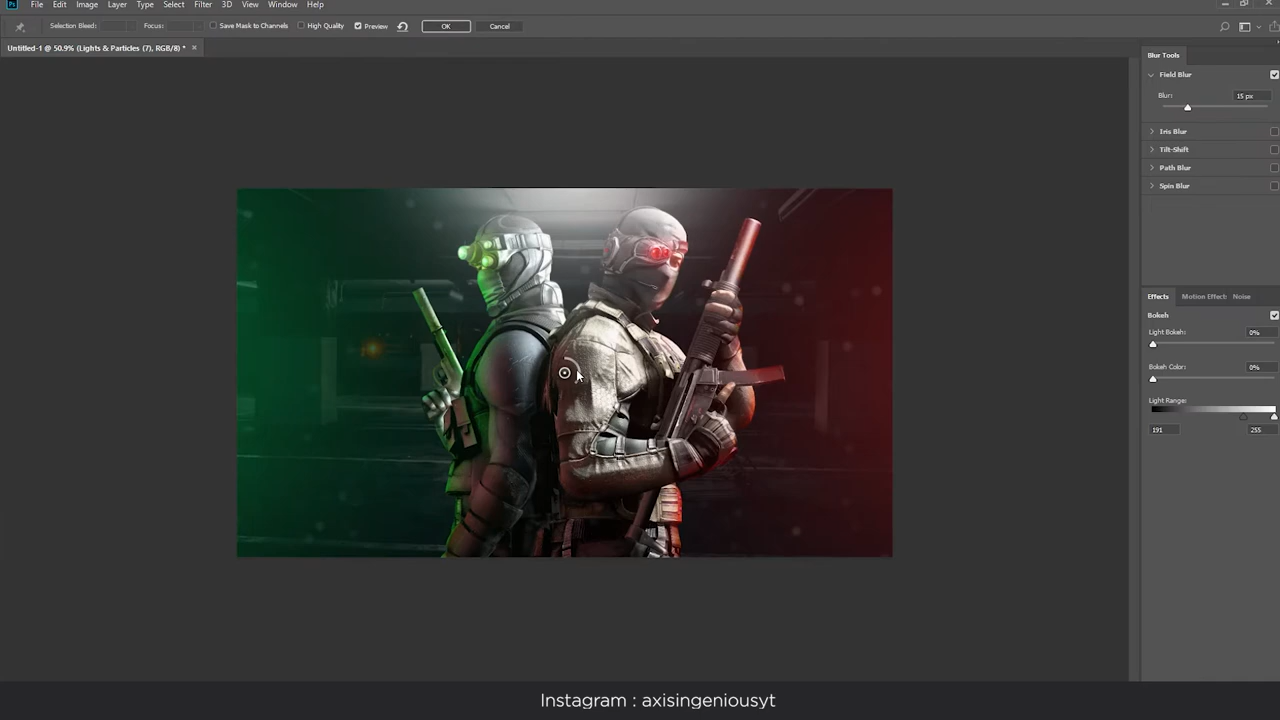 Ps File Edit Image Layer Type Select Filter 3D View Window Help
Selection Bleed: Focus: Save Mask to Channels High Quality Preview OK Cancel
Untitled-1 @ 50.9% (Lights & Particles (7), RGB/8) * ×
Blur Tools
Field Blur
Blur: 15 px
Iris Blur
Tilt-Shift
Path Blur
Spin Blur
Effects Motion Effect: Noise
Bokeh
Light Bokeh: 0%
Bokeh Color: 0%
Light Range:
191 255
Instagram : axisingeniousyt